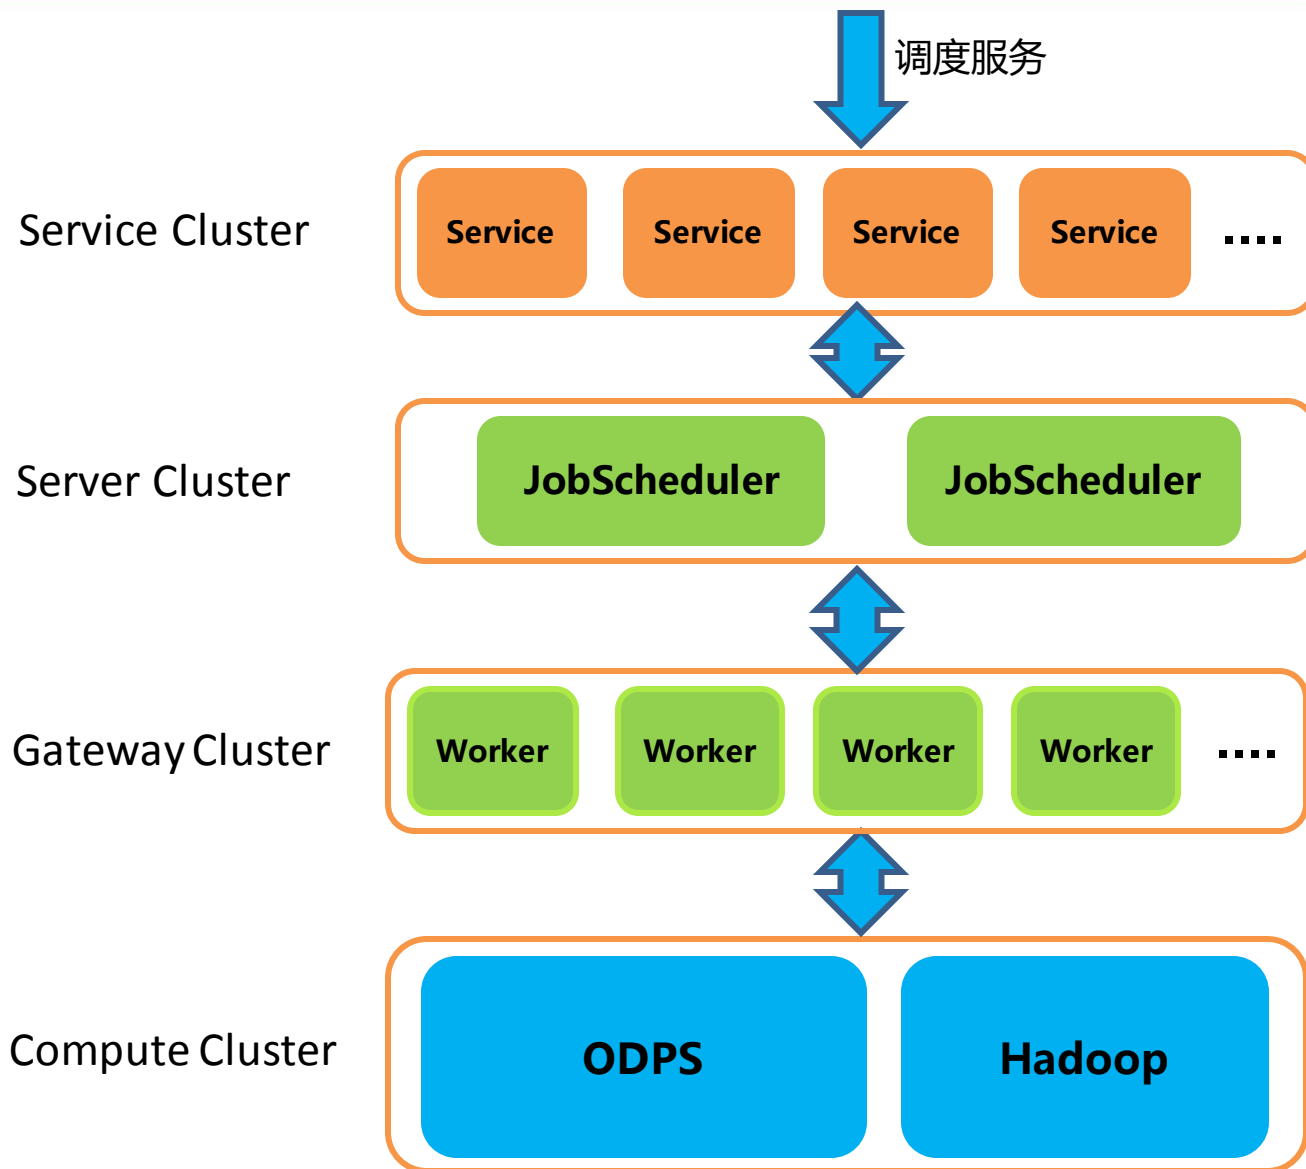 调度服务
Service Cluster
Service Service Service Service ....
Server Cluster
JobScheduler JobScheduler
Gateway Cluster
Worker Worker Worker Worker ....
Compute Cluster
ODPS Hadoop